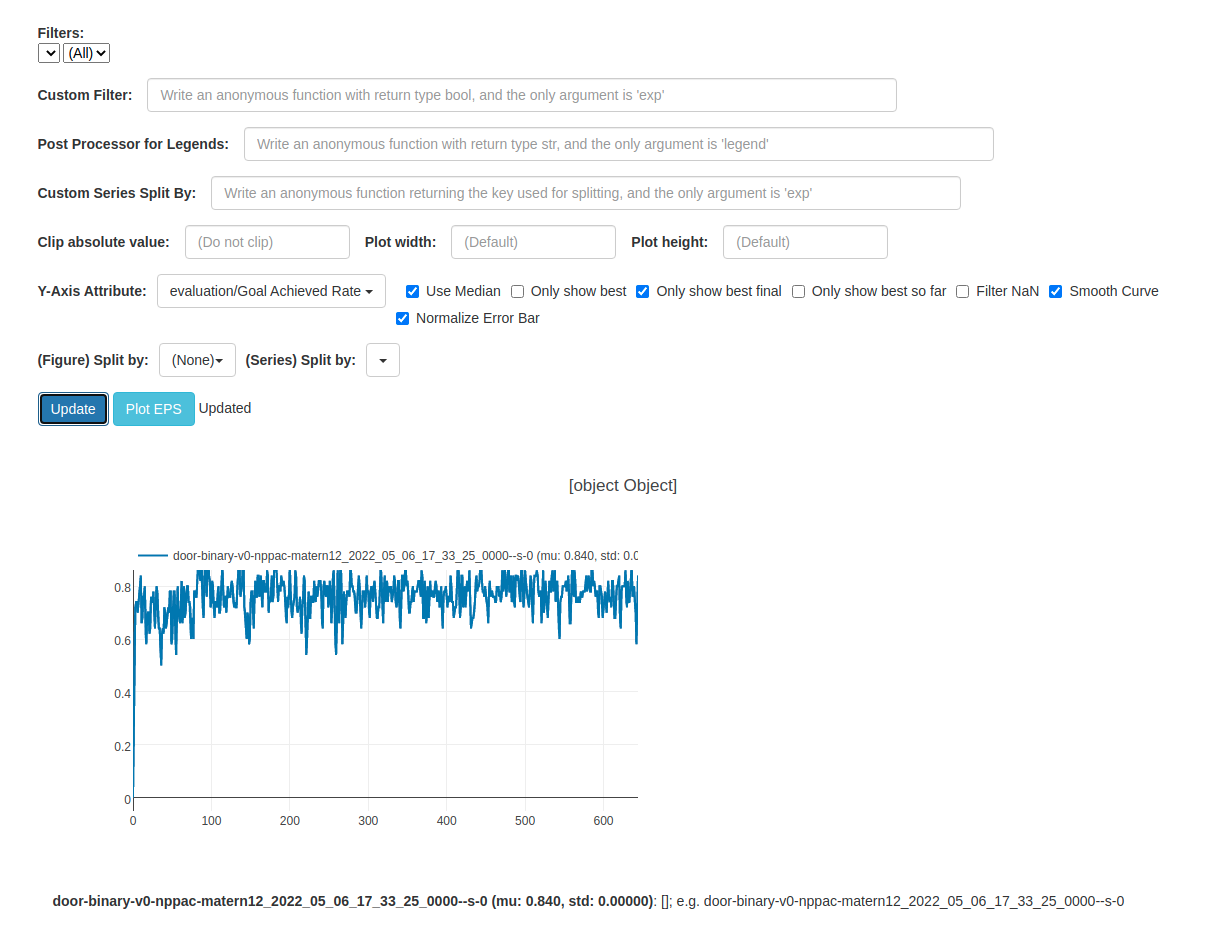 Filters:
(All)
Custom Filter: Write an anonymous function with return type bool, and the only argument is 'exp'
Post Processor for Legends: Write an anonymous function with return type str, and the only argument is 'legend'
Custom Series Split By: Write an anonymous function returning the key used for splitting, and the only argument is 'exp'
Clip absolute value: (Do not clip) Plot width: (Default) Plot height: (Default)
Y-Axis Attribute: evaluation/Goal Achieved Rate Use Median Only show best Only show best final Only show best so far Filter NaN Smooth Curve
Normalize Error Bar
(Figure) Split by: (None) (Series) Split by:
Update Plot EPS Updated
[object Object]
door-binary-v0-nppac-matern12_2022_05_06_17_33_25_0000--s-0 (mu: 0.840, std: 0.0
0.8
0.6
0.4
0.2
0
0 100 200 300 400 500 600
door-binary-v0-nppac-matern12_2022_05_06_17_33_25_0000--s-0 (mu: 0.840, std: 0.00000): []; e.g. door-binary-v0-nppac-matern12_2022_05_06_17_33_25_0000--s-0